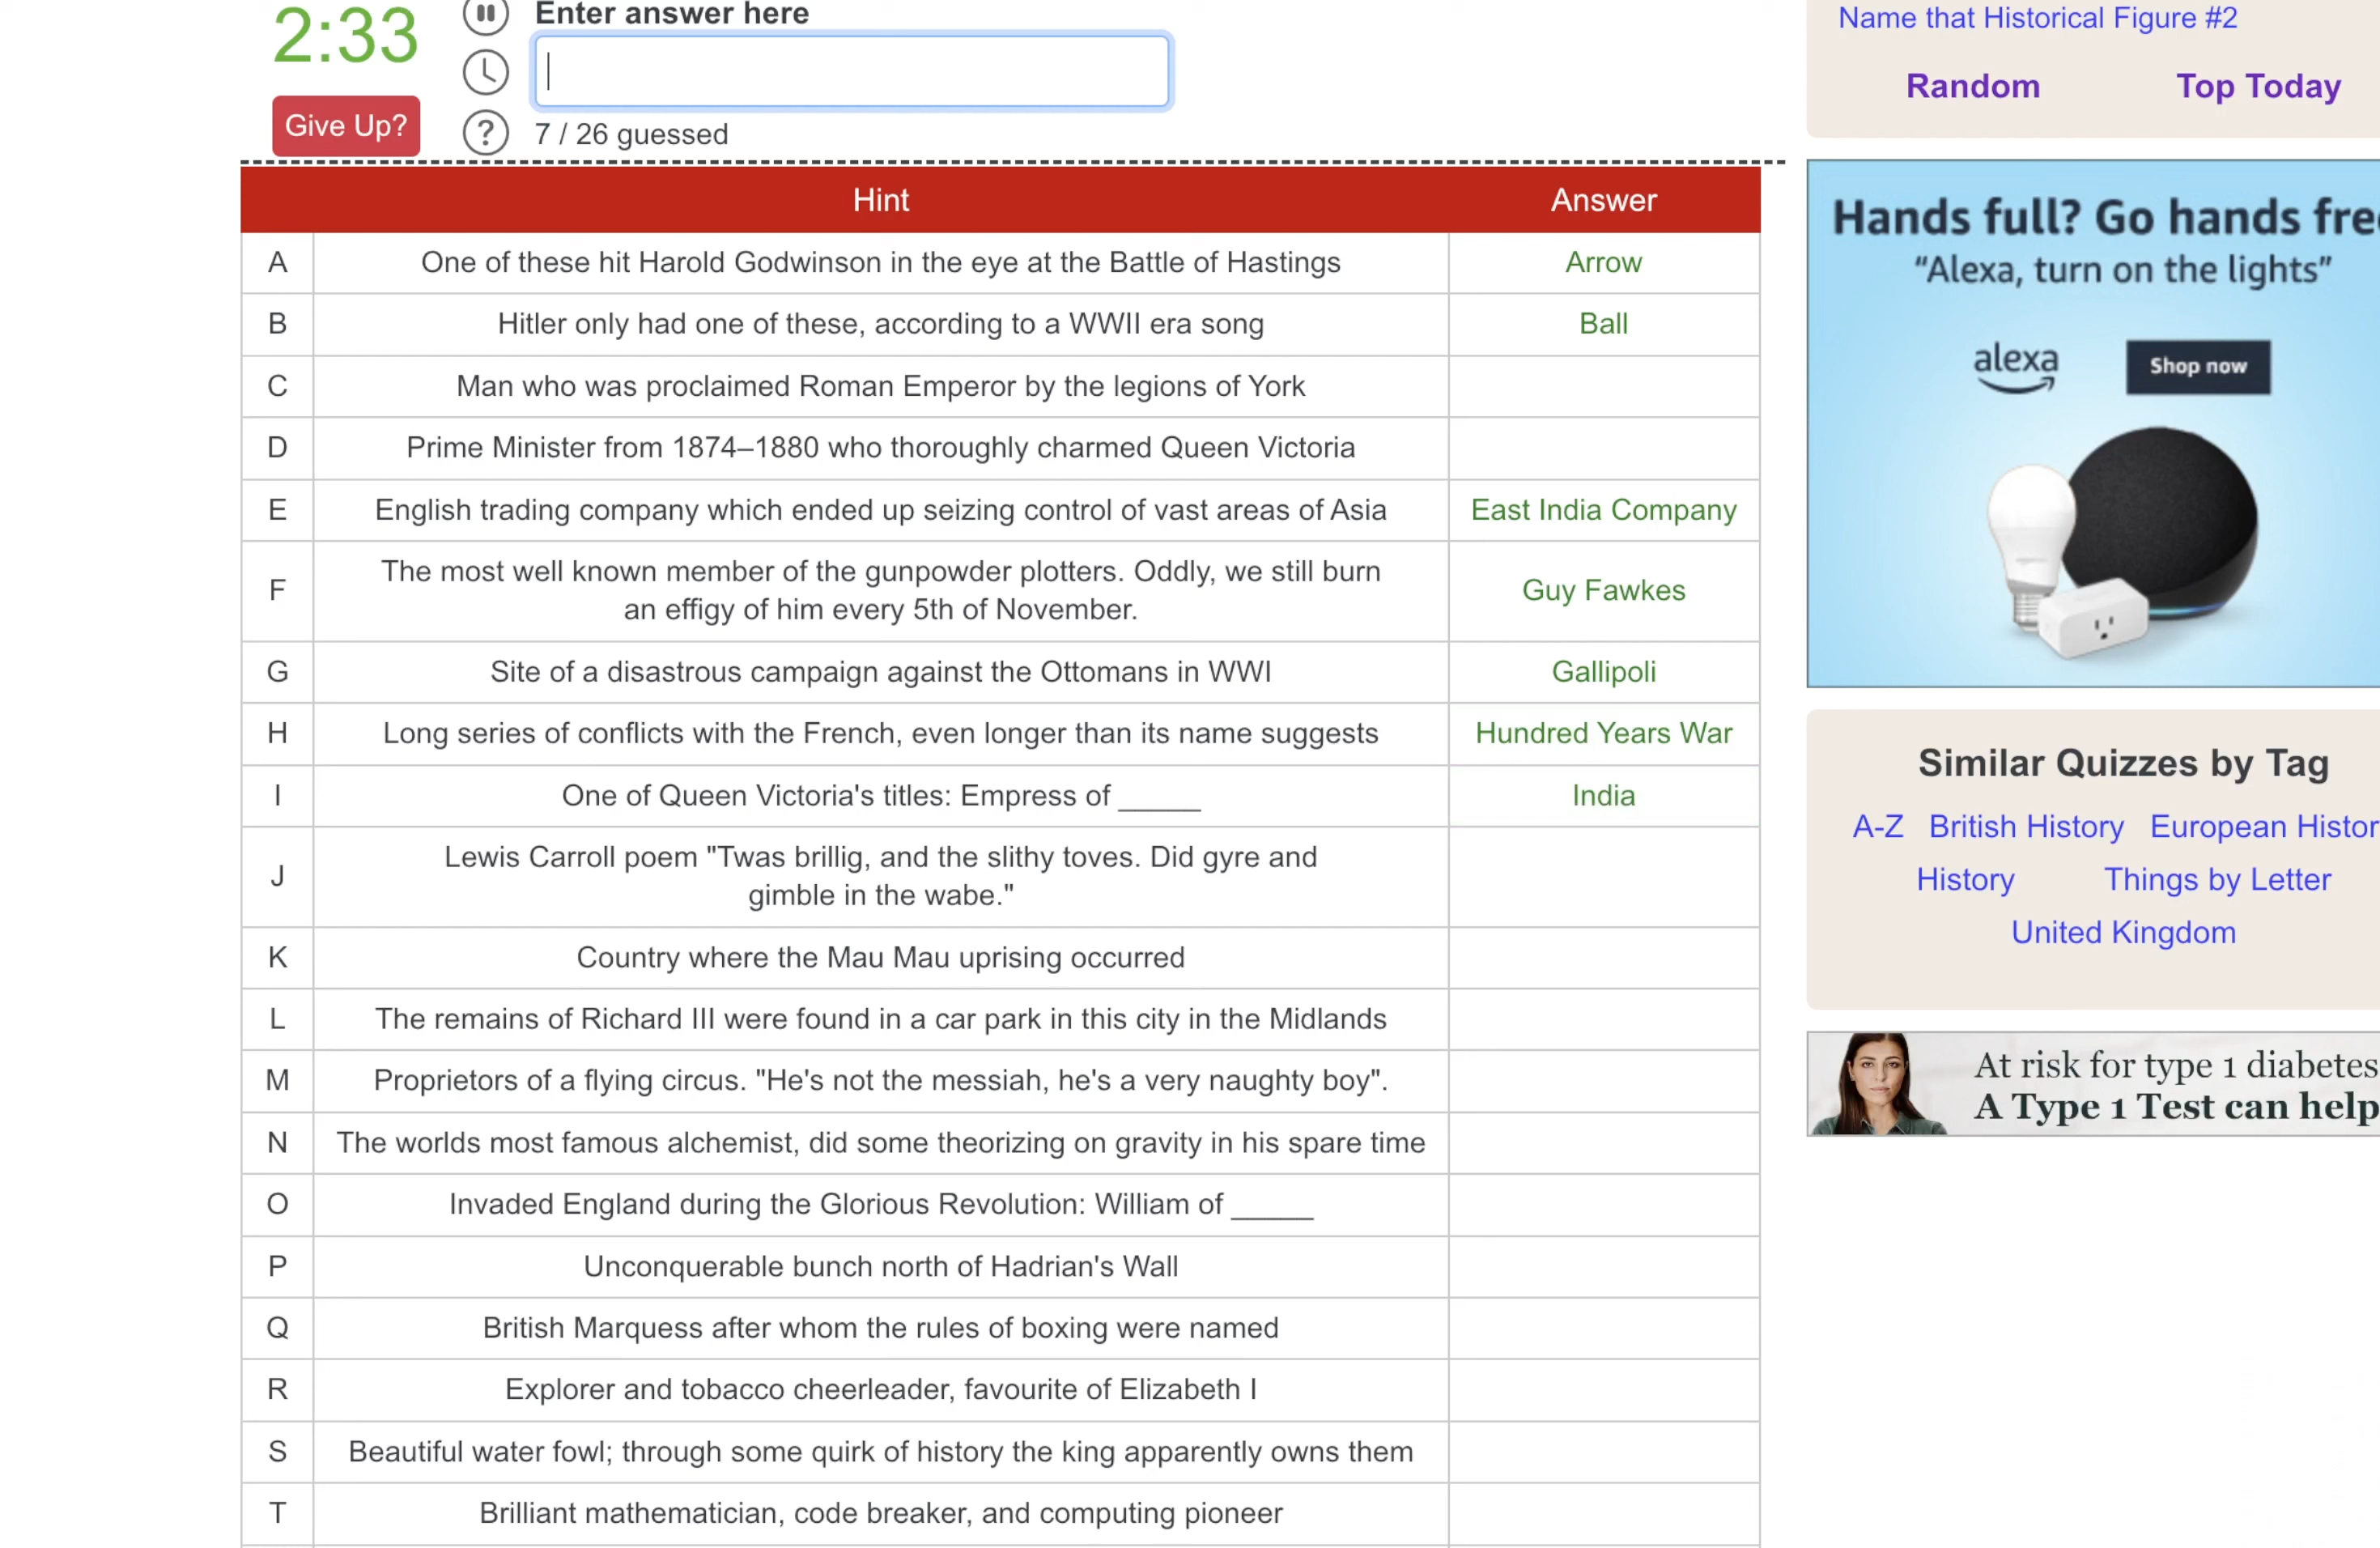 2:33
Enter answer here
Give Up?
7 / 26 guessed
Hint Answer
A One of these hit Harold Godwinson in the eye at the Battle of Hastings Arrow
B Hitler only had one of these, according to a WWII era song Ball
C Man who was proclaimed Roman Emperor by the legions of York
D Prime Minister from 1874–1880 who thoroughly charmed Queen Victoria
E English trading company which ended up seizing control of vast areas of Asia East India Company
F The most well known member of the gunpowder plotters. Oddly, we still burn
an effigy of him every 5th of November. Guy Fawkes
G Site of a disastrous campaign against the Ottomans in WWI Gallipoli
H Long series of conflicts with the French, even longer than its name suggests Hundred Years War
I One of Queen Victoria's titles: Empress of _____ India
J Lewis Carroll poem "Twas brillig, and the slithy toves. Did gyre and
gimble in the wabe."
K Country where the Mau Mau uprising occurred
L The remains of Richard III were found in a car park in this city in the Midlands
M Proprietors of a flying circus. "He's not the messiah, he's a very naughty boy".
N The worlds most famous alchemist, did some theorizing on gravity in his spare time
O Invaded England during the Glorious Revolution: William of _____
P Unconquerable bunch north of Hadrian's Wall
Q British Marquess after whom the rules of boxing were named
R Explorer and tobacco cheerleader, favourite of Elizabeth I
S Beautiful water fowl; through some quirk of history the king apparently owns them
T Brilliant mathematician, code breaker, and computing pioneer
Name that Historical Figure #2
Random Top Today
Hands full? Go hands fre
“Alexa, turn on the lights”
alexa Shop now
Similar Quizzes by Tag
A-Z British History European Histor
History Things by Letter
United Kingdom
At risk for type 1 diabetes
A Type 1 Test can help